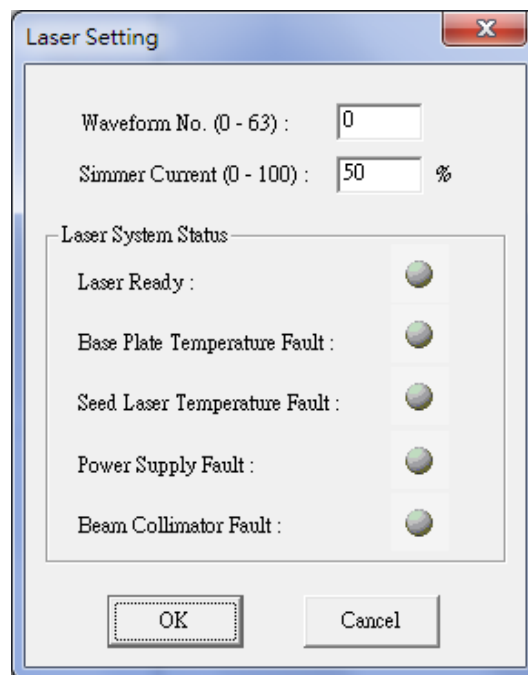 Laser Setting
Waveform No. (0 - 63) : 0
Simmer Current (0 - 100) : 50 %
Laser System Status
Laser Ready :
Base Plate Temperature Fault :
Seed Laser Temperature Fault :
Power Supply Fault :
Beam Collimator Fault :
OK Cancel